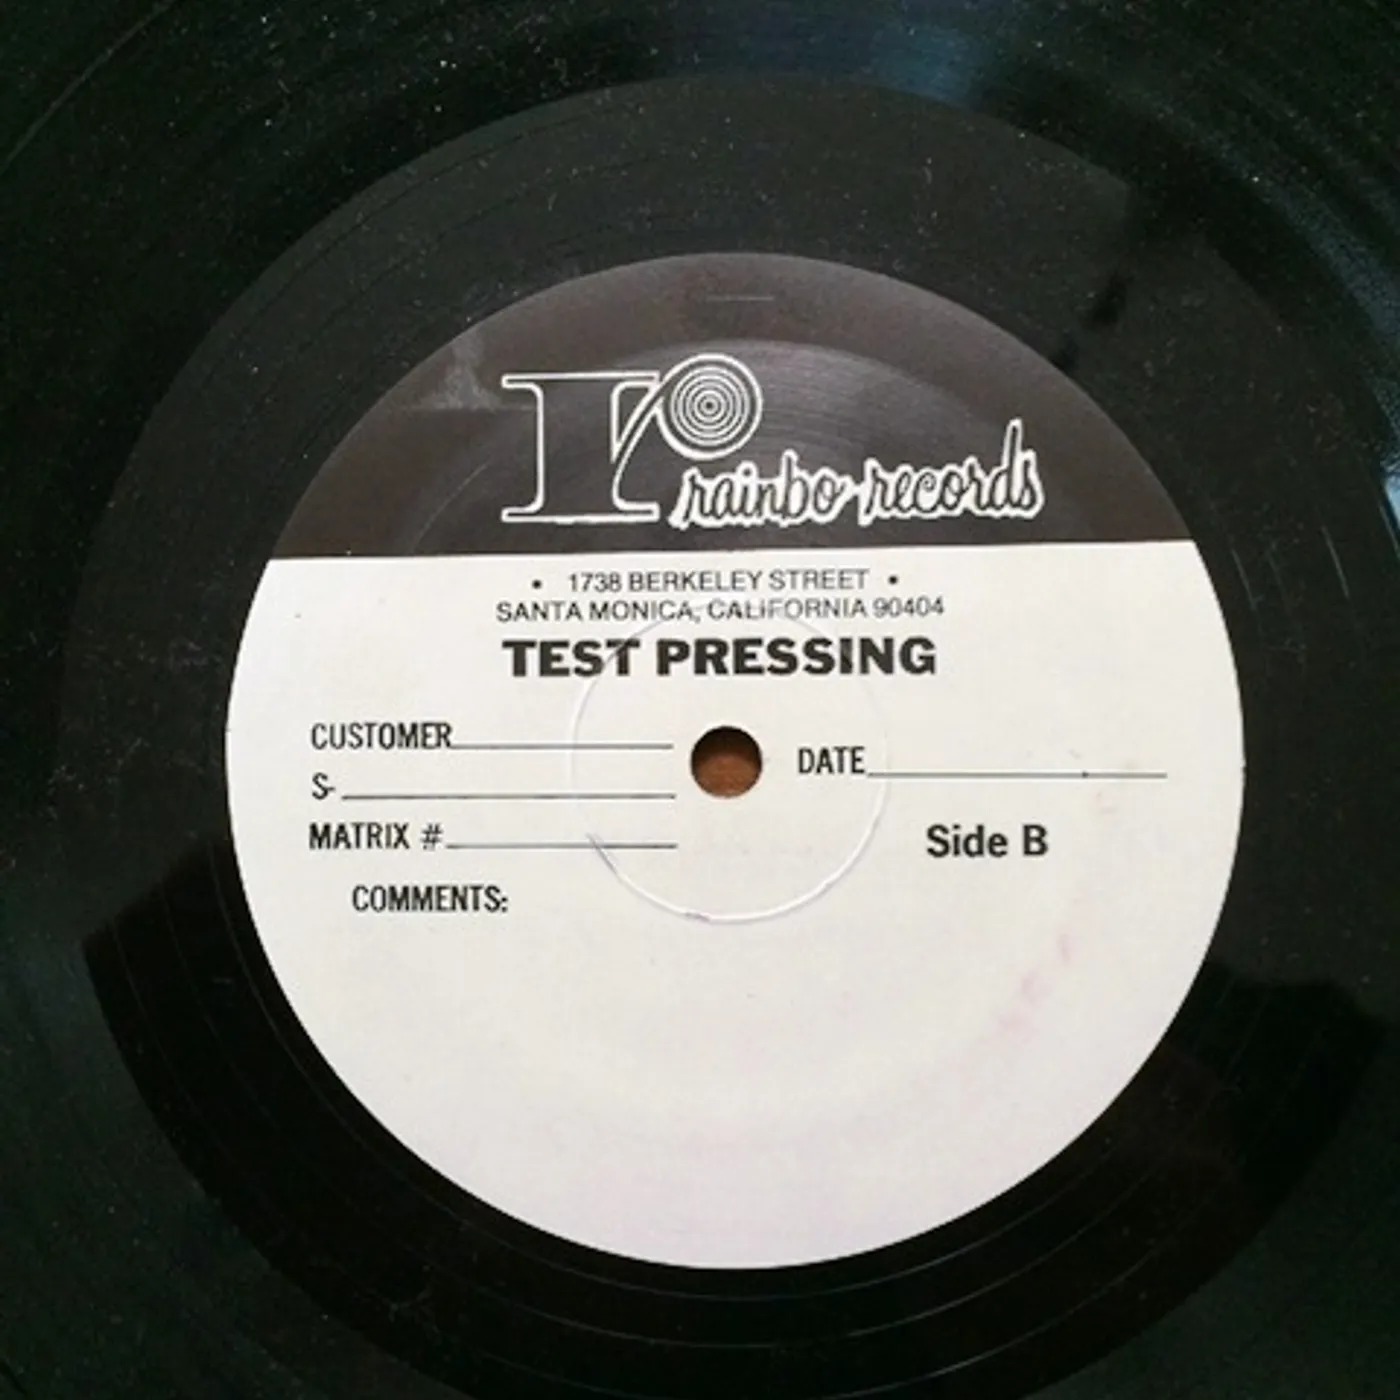 rainbo records
• 1738 BERKELEY STREET •
SANTA MONICA, CALIFORNIA 90404
TEST PRESSING
CUSTOMER
DATE
S-
MATRIX #
Side B
COMMENTS: